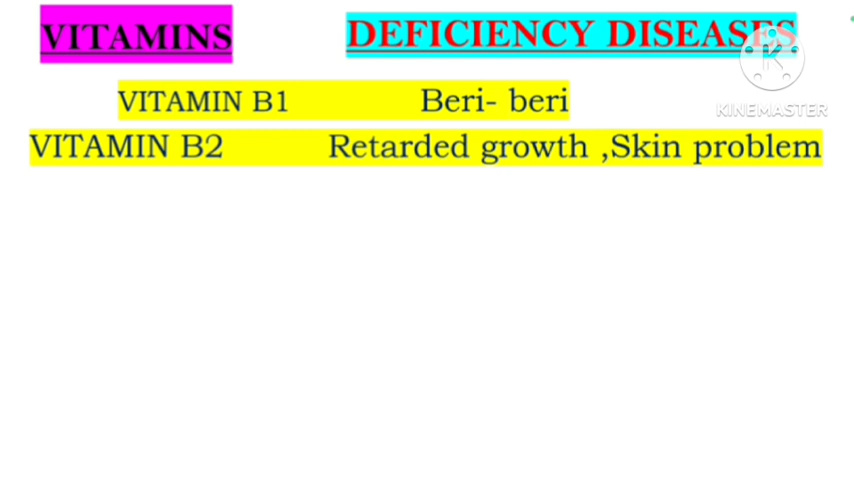 VITAMINS DEFICIENCY DISEASES
KINEMASTER
VITAMIN B1 Beri- beri
VITAMIN B2 Retarded growth ,Skin problem